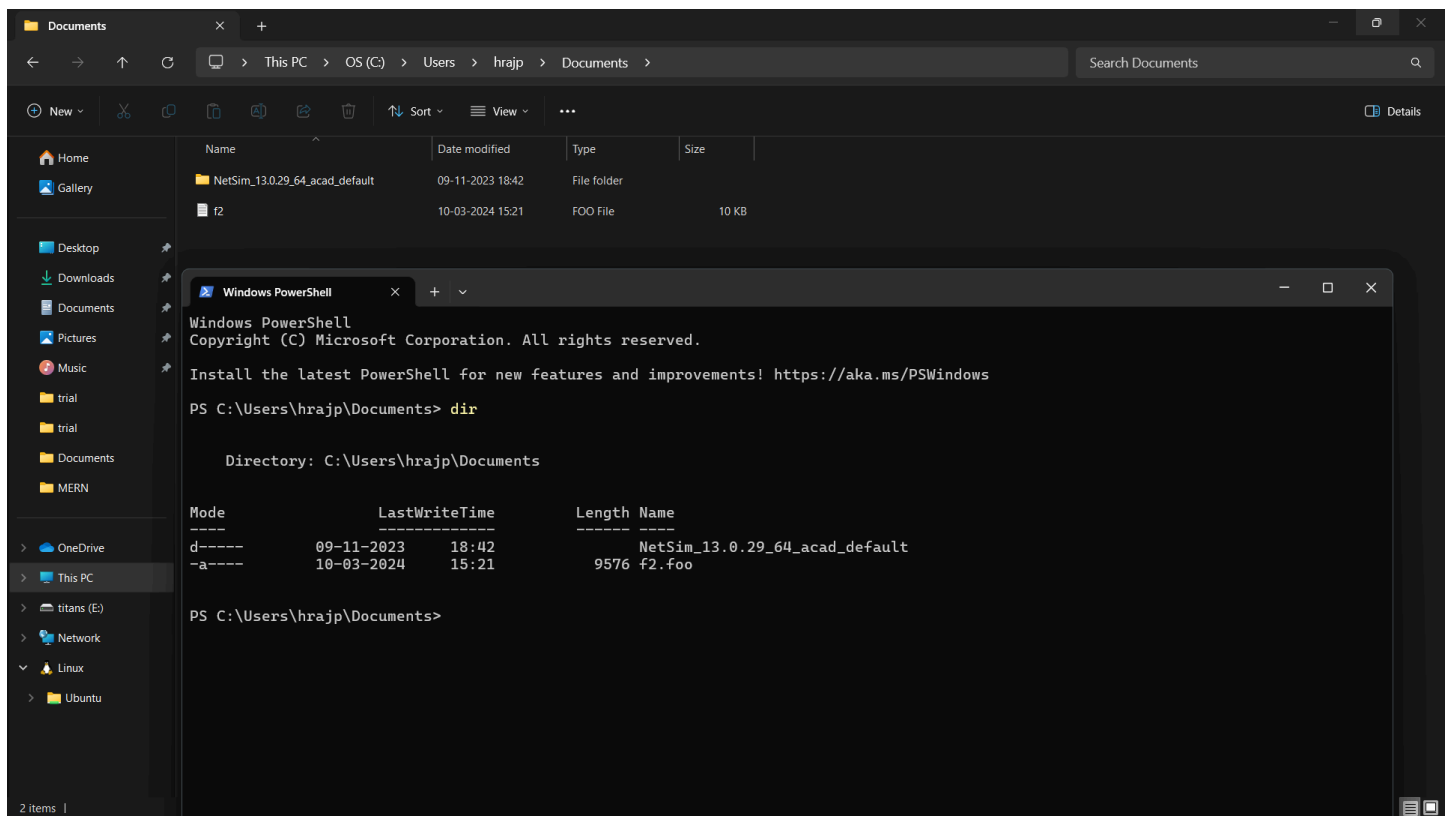 Documents
This PC > OS (C:) > Users > hrajp > Documents >
Search Documents
New
Sort
View
Details
Name Date modified Type Size
NetSim_13.0.29_64_acad_default 09-11-2023 18:42 File folder
f2 10-03-2024 15:21 FOO File 10 KB
Home
Gallery
Desktop
Downloads
Documents
Pictures
Music
trial
trial
Documents
MERN
OneDrive
This PC
titans (E:)
Network
Linux
Ubuntu
2 items
Windows PowerShell
Windows PowerShell
Copyright (C) Microsoft Corporation. All rights reserved.
Install the latest PowerShell for new features and improvements! https://aka.ms/PSWindows
PS C:\Users\hrajp\Documents> dir
Directory: C:\Users\hrajp\Documents
Mode LastWriteTime Length Name
---- ------------- ------ ----
d----- 09-11-2023 18:42 NetSim_13.0.29_64_acad_default
-a---- 10-03-2024 15:21 9576 f2.foo
PS C:\Users\hrajp\Documents>